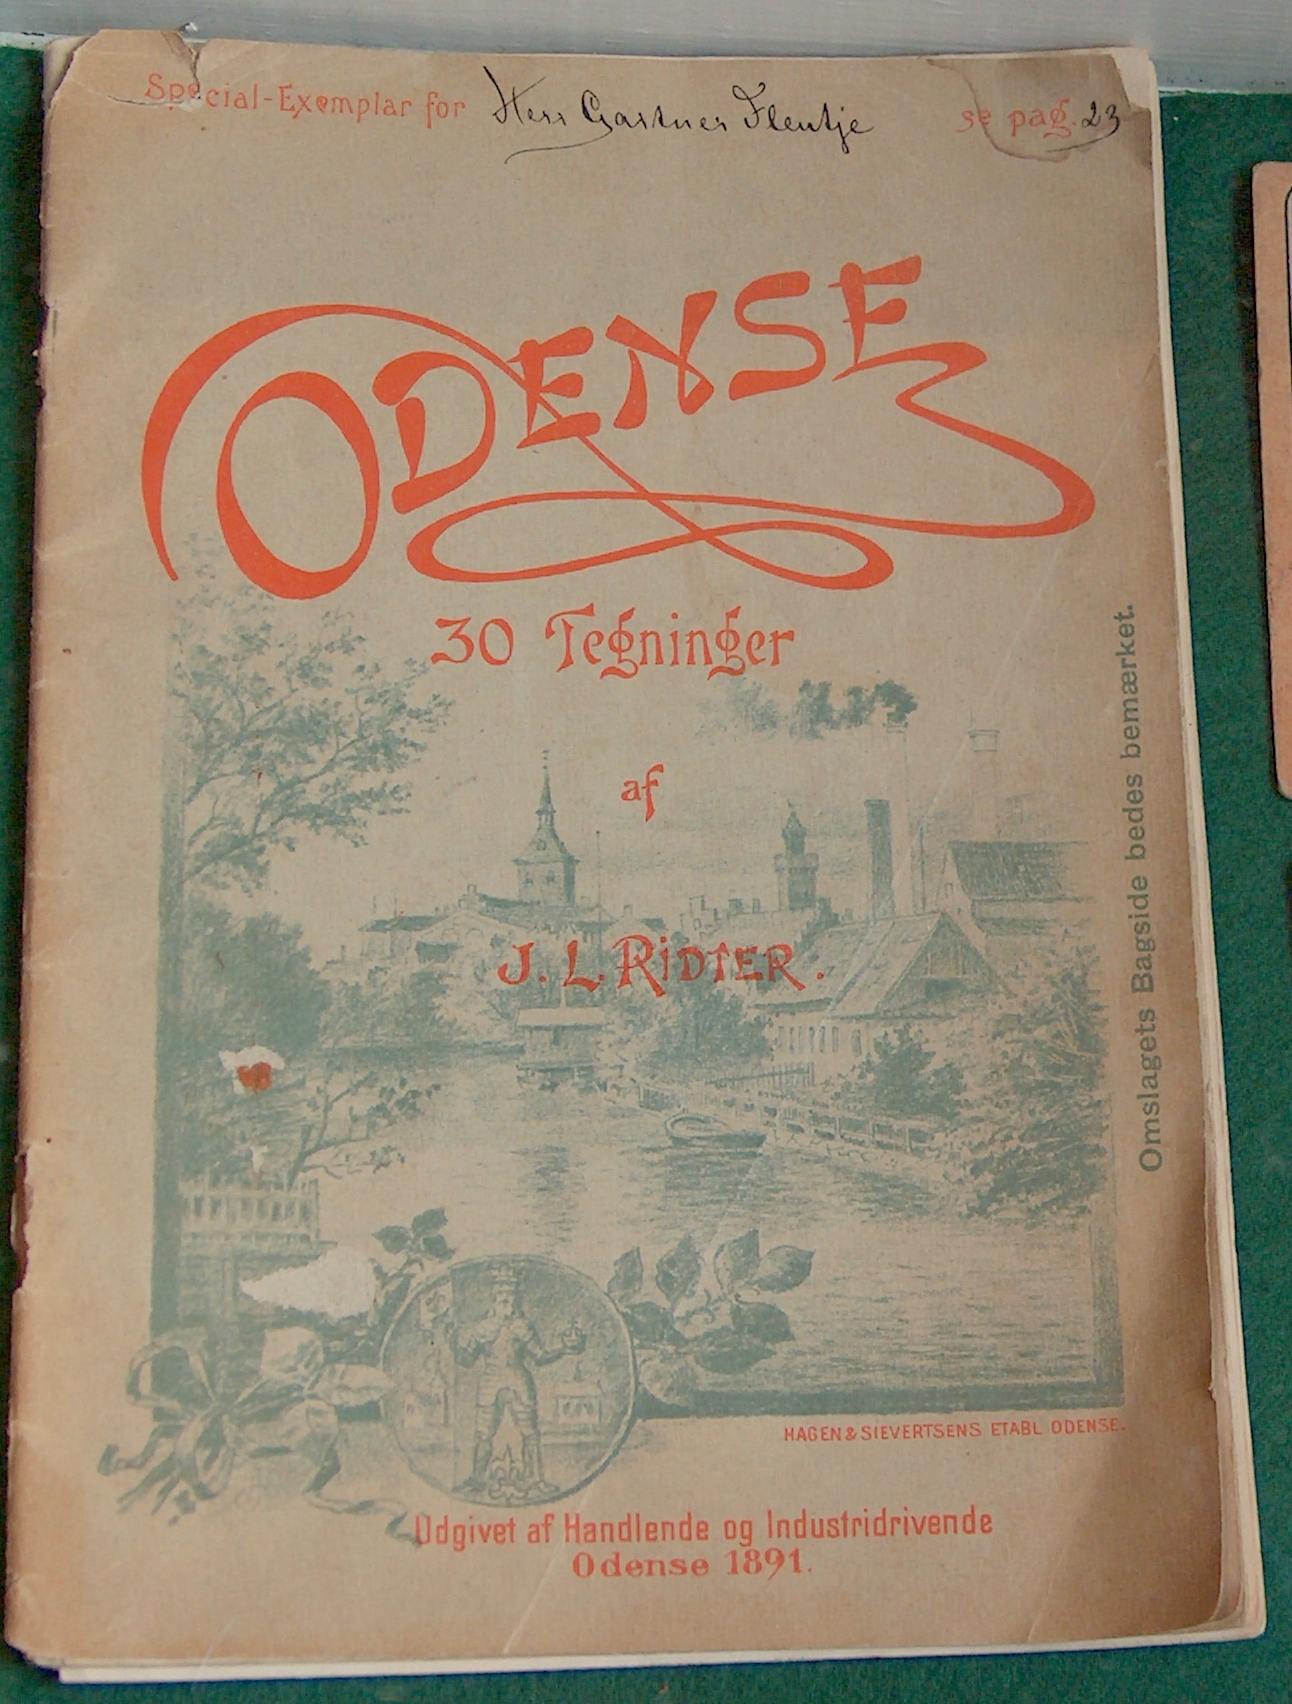 Special-Exemplar for Herr Gartner Flentje se pag. 23
ODENSE
30 Tegninger
af
J. L. RIDTER.
Omslagets Bagside bedes bemærket.
HAGEN & SIEVERTSENS ETABL ODENSE.
Udgivet af Handlende og Industridrivende
Odense 1891.